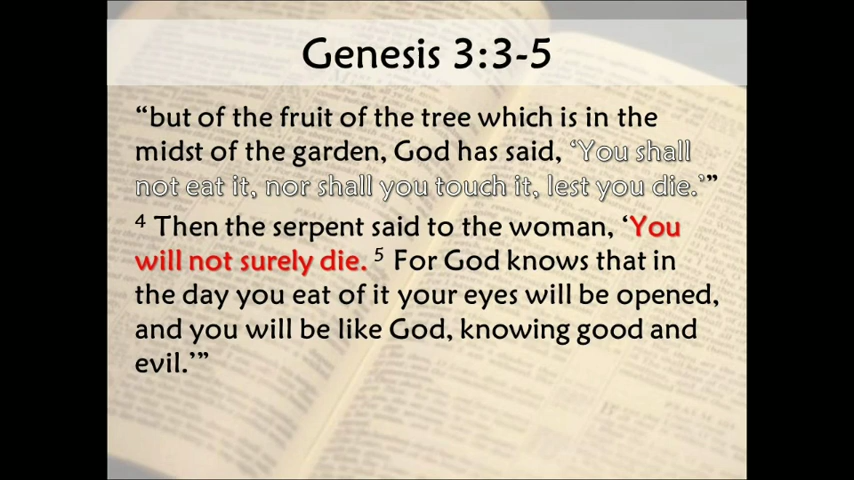 Genesis 3:3-5
“but of the fruit of the tree which is in the
midst of the garden, God has said, ‘You shall
not eat it, nor shall you touch it, lest you die.’”
4 Then the serpent said to the woman, ‘You
will not surely die. 5 For God knows that in
the day you eat of it your eyes will be opened,
and you will be like God, knowing good and
evil.’”